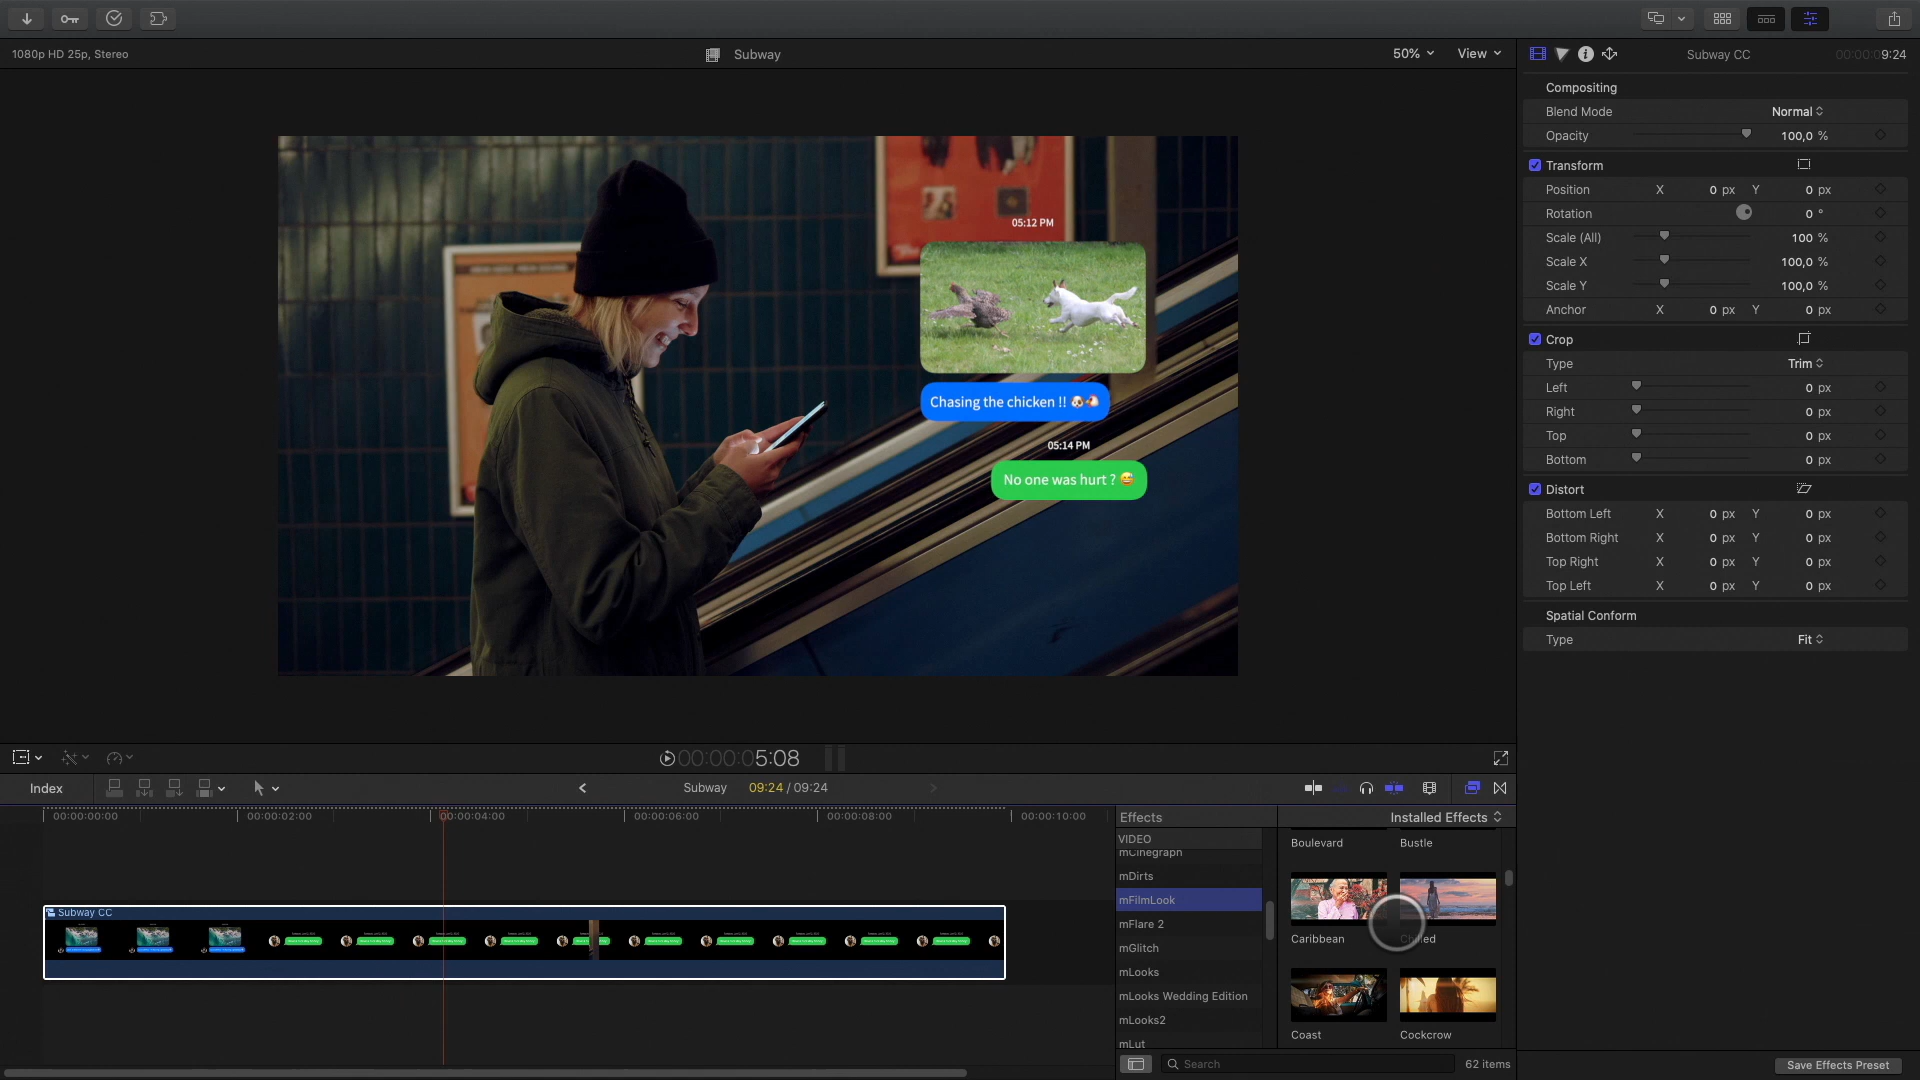 1080p HD 25p, Stereo
Subway
50%
View
Subway CC
00:00:09:24
Compositing
Blend Mode Normal
Opacity 100,0 %
Transform
Position X 0 px Y 0 px
Rotation 0 °
Scale (All) 100 %
Scale X 100,0 %
Scale Y 100,0 %
Anchor X 0 px Y 0 px
Crop
Type Trim
Left 0 px
Right 0 px
Top 0 px
Bottom 0 px
Distort
Bottom Left X 0 px Y 0 px
Bottom Right X 0 px Y 0 px
Top Right X 0 px Y 0 px
Top Left X 0 px Y 0 px
Spatial Conform
Type Fit
Save Effects Preset
05:12 PM
Chasing the chicken !! 🐶🐔
05:14 PM
No one was hurt ? 😅
00:00:05:08
Index
Subway 09:24 / 09:24
00:00:00:00 00:00:02:00 00:00:04:00 00:00:06:00 00:00:08:00 00:00:10:00
Subway CC
Effects
Installed Effects
VIDEO
mCinegraph
mDirts
mFilmLook
mFlare 2
mGlitch
mLooks
mLooks Wedding Edition
mLooks2
mLut
Boulevard Bustle
Caribbean Chilled
Coast Cockcrow
Search
62 items